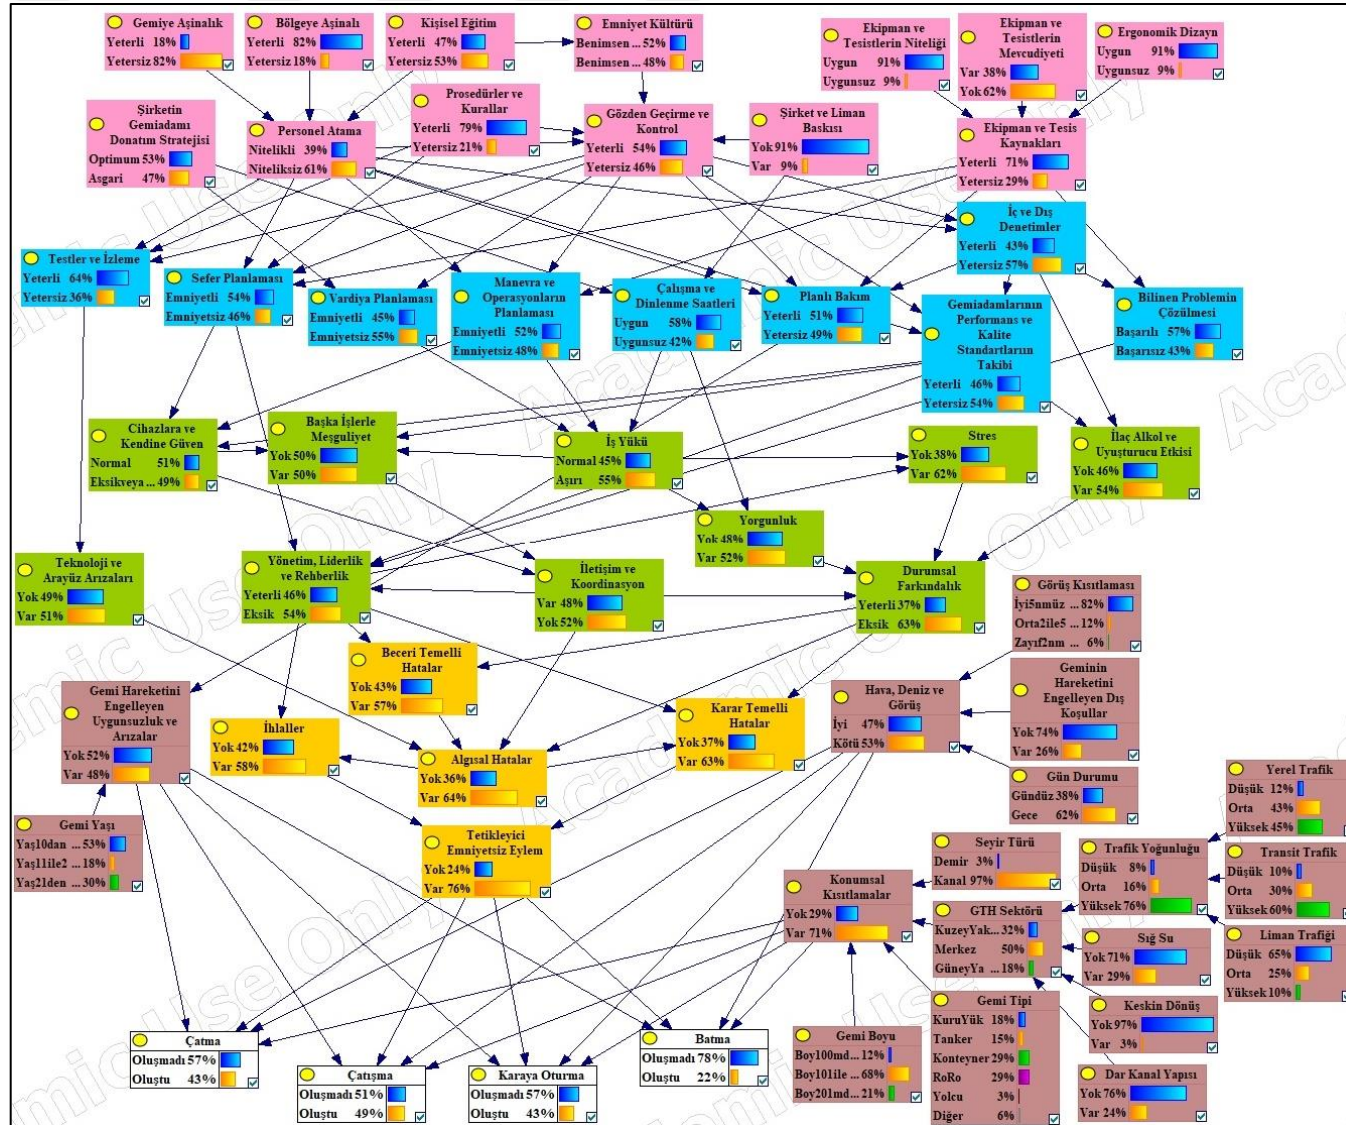 Gemiye Aşinalık
Yeterli 18%
Yetersiz 82%
Bölgeye Aşinalı
Yeterli 82%
Yetersiz 18%
Kişisel Eğitim
Yeterli 47%
Yetersiz 53%
Emniyet Kültürü
Benimsen ... 52%
Benimsen ... 48%
Ekipman ve
Tesistlerin Niteliği
Uygun 91%
Uygunsuz 9%
Ekipman ve
Tesistlerin
Mevcudiyeti
Var 38%
Yok 62%
Ergonomik Dizayn
Uygun 91%
Uygunsuz 9%
Şirketin
Gemiadamı
Donatım Stratejisi
Optimum 53%
Asgari 47%
Personel Atama
Nitelikli 39%
Niteliksiz 61%
Prosedürler ve
Kurallar
Yeterli 79%
Yetersiz 21%
Gözden Geçirme ve
Kontrol
Yeterli 54%
Yetersiz 46%
Şirket ve Liman
Baskısı
Yok 91%
Var 9%
Ekipman ve Tesis
Kaynakları
Yeterli 71%
Yetersiz 29%
İç ve Dış
Denetimler
Yeterli 43%
Yetersiz 57%
Testler ve İzleme
Yeterli 64%
Yetersiz 36%
Sefer Planlaması
Emniyetli 54%
Emniyetsiz 46%
Vardiya Planlaması
Emniyetli 45%
Emniyetsiz 55%
Manevra ve
Operasyonların
Planlaması
Emniyetli 52%
Emniyetsiz 48%
Çalışma ve
Dinlenme Saatleri
Uygun 58%
Uygunsuz 42%
Planlı Bakım
Yeterli 51%
Yetersiz 49%
Gemiadamlarının
Performans ve
Kalite
Standartların
Takibi
Yeterli 46%
Yetersiz 54%
Bilinen Problemin
Çözülmesi
Başarılı 57%
Başarısız 43%
Cihazlara ve
Kendine Güven
Normal 51%
Eksikveya ... 49%
Başka İşlerle
Meşguliyet
Yok 50%
Var 50%
İş Yükü
Normal 45%
Aşırı 55%
Stres
Yok 38%
Var 62%
İlaç Alkol ve
Uyuşturucu Etkisi
Yok 46%
Var 54%
Yorgunluk
Yok 48%
Var 52%
Teknoloji ve
Arayüz Arızaları
Yok 49%
Var 51%
Yönetim, Liderlik
ve Rehberlik
Yeterli 46%
Eksik 54%
İletişim ve
Koordinasyon
Var 48%
Yok 52%
Durumsal
Farkındalık
Yeterli 37%
Eksik 63%
Görüş Kısıtlaması
İyi5nmüz ... 82%
Orta2ile5 ... 12%
Zayıf2nm ... 6%
Beceri Temelli
Hatalar
Yok 43%
Var 57%
Gemi Hareketini
Engelleyen
Uygunsuzluk ve
Arızalar
Yok 52%
Var 48%
İhlaller
Yok 42%
Var 58%
Algısal Hatalar
Yok 36%
Var 64%
Karar Temelli
Hatalar
Yok 37%
Var 63%
Hava, Deniz ve
Görüş
İyi 47%
Kötü 53%
Geminin
Hareketini
Engelleyen Dış
Koşullar
Yok 74%
Var 26%
Gün Durumu
Gündüz 38%
Gece 62%
Gemi Yaşı
Yaş10dan ... 53%
Yaş11ile2 ... 18%
Yaş21den ... 30%
Tetikleyici
Emniyetsiz Eylem
Yok 24%
Var 76%
Yerel Trafik
Düşük 12%
Orta 43%
Yüksek 45%
Seyir Türü
Demir 3%
Kanal 97%
Trafik Yoğunluğu
Düşük 8%
Orta 16%
Yüksek 76%
Transit Trafik
Düşük 10%
Orta 30%
Yüksek 60%
Konumsal
Kısıtlamalar
Yok 29%
Var 71%
GTH Sektörü
KuzeyYak... 32%
Merkez 50%
GüneyYa ... 18%
Sığ Su
Yok 71%
Var 29%
Liman Trafiği
Düşük 65%
Orta 25%
Yüksek 10%
Keskin Dönüş
Yok 97%
Var 3%
Gemi Tipi
KuruYük 18%
Tanker 15%
Konteyner 29%
RoRo 29%
Yolcu 3%
Diğer 6%
Gemi Boyu
Boy100md... 12%
Boy101ile ... 68%
Boy201md... 21%
Dar Kanal Yapısı
Yok 76%
Var 24%
Çatma
Oluşmadı 57%
Oluştu 43%
Çatışma
Oluşmadı 51%
Oluştu 49%
Karaya Oturma
Oluşmadı 57%
Oluştu 43%
Batma
Oluşmadı 78%
Oluştu 22%
Academic Use Only